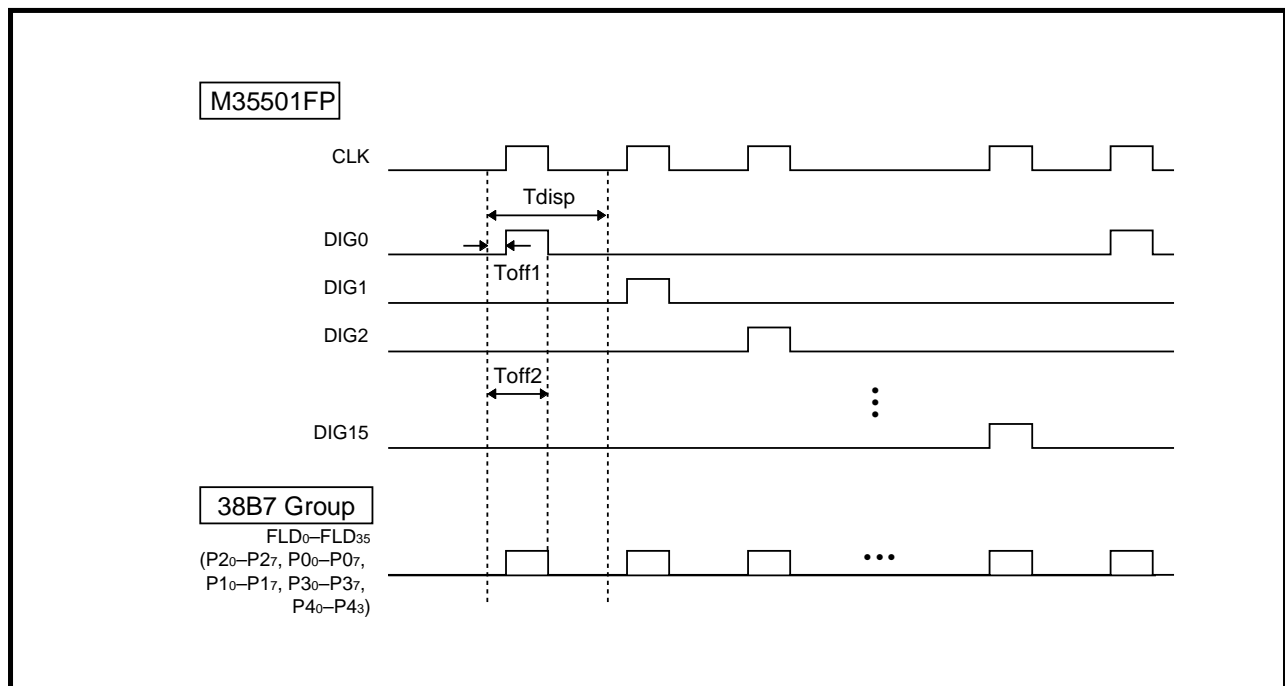 M35501FP
CLK
Tdisp
DIG0
Toff1
DIG1
DIG2
Toff2
DIG15
38B7 Group
FLD0–FLD35
(P20–P27, P00–P07,
P10–P17, P30–P37,
P40–P43)